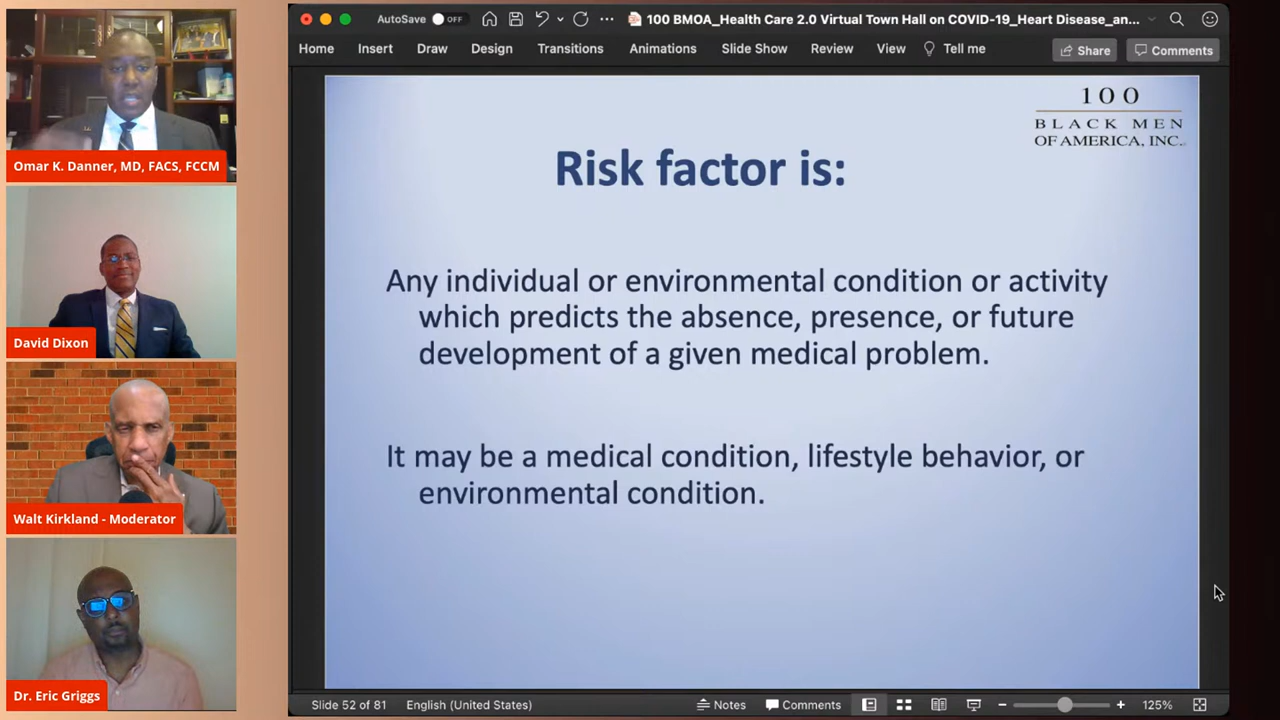 Omar K. Danner, MD, FACS, FCCM
David Dixon
Walt Kirkland - Moderator
Dr. Eric Griggs
AutoSave OFF
100 BMOA_Health Care 2.0 Virtual Town Hall on COVID-19_Heart Disease_an...
Home Insert Draw Design Transitions Animations Slide Show Review View Tell me Share Comments
100
BLACK MEN
OF AMERICA, INC.
Risk factor is:
Any individual or environmental condition or activity
which predicts the absence, presence, or future
development of a given medical problem.
It may be a medical condition, lifestyle behavior, or
environmental condition.
Slide 52 of 81 English (United States) Notes Comments 125%